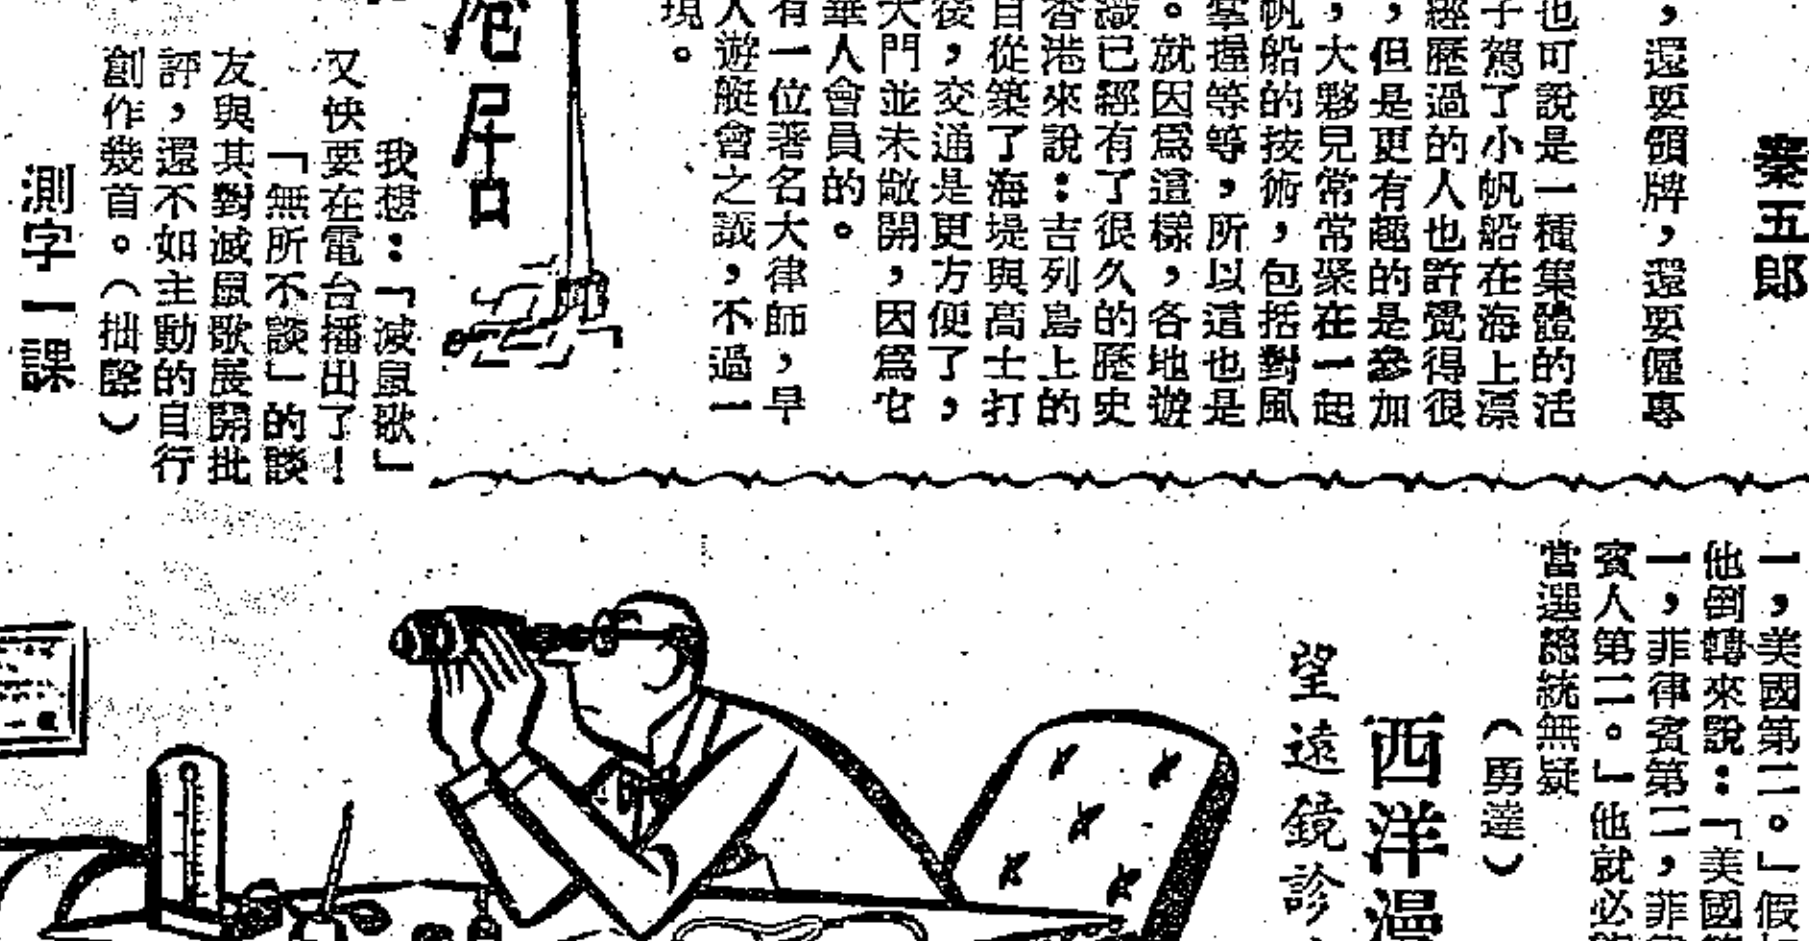 秦五郎
，還要領牌，還要僱專
也可說是一種集體的活
子駕了小帆船在海上漂
經歷過的人也許覺得很
，但是更有趣的是參加
，大夥見常常聚在一起
帆船的技術，包括對風
掌握等等，所以這也是
。就因爲這樣，各地遊
識已經有了很久的歷史
香港來說：吉列島上的
自從築了海堤與高士打
後，交通是更方便了，
大門並未敞開，因爲它
華人會員的。
有一位著名大律師，早
人遊艇會之議，不過一
現。
港居
我想：「滅鼠歌」
又快要在電台播出了！
「無所不談」的談
友與其對滅鼠歌展開批
評，還不如主動的自行
創作幾首。（拙鑿）
測字一課
一，美國第二。」假
他倒轉來說：「美國第
一，菲律賓第二，菲律
賓人第二。」他就必能
當選總統無疑
（勇達）
西洋漫
望遠鏡診